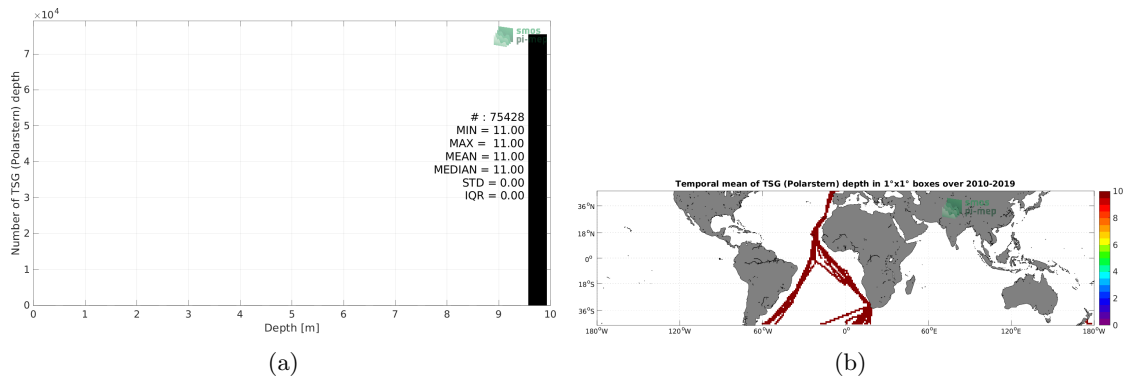 ×10⁴
8
7
6
5
4
3
2
1
0
Number of TSG (Polarstern) depth
smos
pi-mep
# : 75428
MIN = 11.00
MAX = 11.00
MEAN = 11.00
MEDIAN = 11.00
STD = 0.00
IQR = 0.00
0 1 2 3 4 5 6 7 8 9 10
Depth [m]
(a)
Temporal mean of TSG (Polarstern) depth in 1°x1° boxes over 2010-2019
smos
pi-mep
36°N
18°N
0°
18°S
36°S
180°W 120°W 60°W 0° 60°E 120°E 180°W
10
8
6
4
2
0
(b)